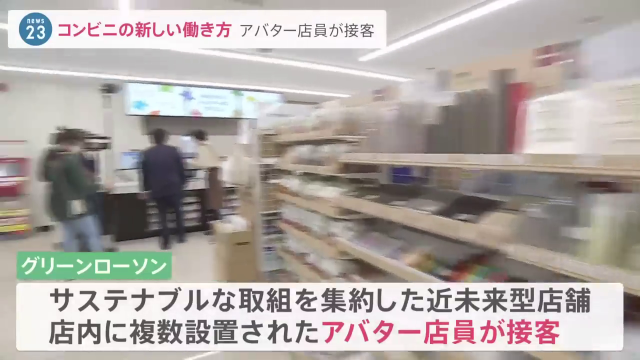 news
23
コンビニの新しい働き方 アバター店員が接客
グリーンローソン
サステナブルな取組を集約した近未来型店舗
店内に複数設置されたアバター店員が接客